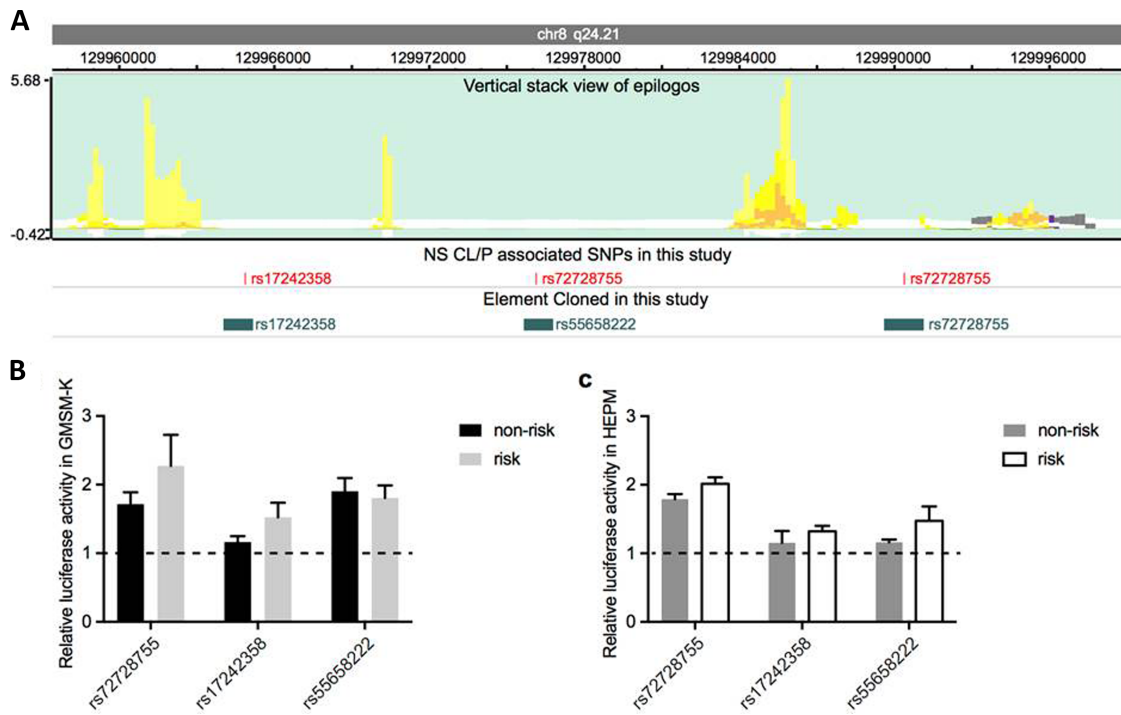 A
chr8 q24.21
129960000 129966000 129972000 129978000 129984000 129990000 129996000
5.68
Vertical stack view of epilogos
-0.422
NS CL/P associated SNPs in this study
rs17242358 rs72728755 rs72728755
Element Cloned in this study
rs17242358 rs55658222 rs72728755
B
Relative luciferase activity in GMSM-K
3
2
1
0
non-risk
risk
rs72728755 rs17242358 rs55658222
c
Relative luciferase activity in HEPM
3
2
1
0
non-risk
risk
rs72728755 rs17242358 rs55658222